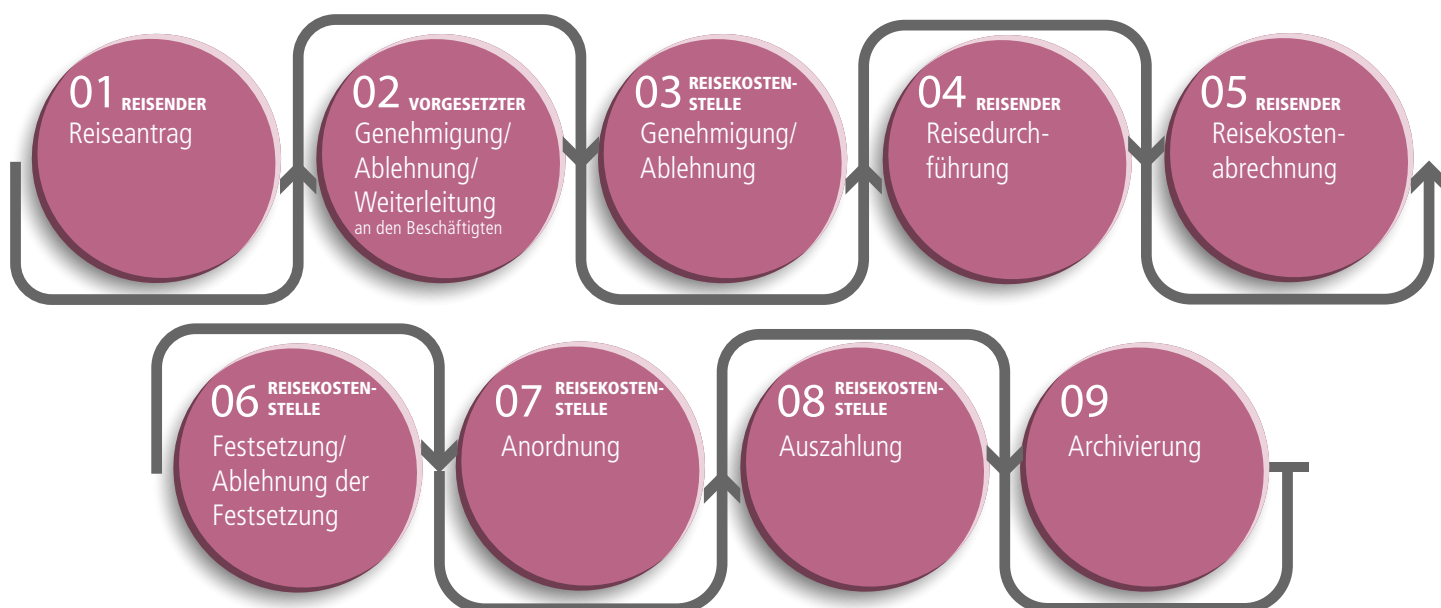 01 REISENDER
Reiseantrag
02 VORGESETZTER
Genehmigung/
Ablehnung/
Weiterleitung
an den Beschäftigten
03 REISEKOSTEN-
STELLE
Genehmigung/
Ablehnung
04 REISENDER
Reisedurch-
führung
05 REISENDER
Reisekosten-
abrechnung
06 REISEKOSTEN-
STELLE
Festsetzung/
Ablehnung der
Festsetzung
07 REISEKOSTEN-
STELLE
Anordnung
08 REISEKOSTEN-
STELLE
Auszahlung
09
Archivierung